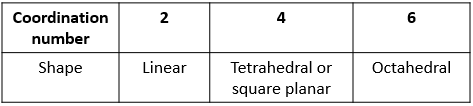 Coordination number 2 4 6
Shape Linear Tetrahedral or square planar Octahedral